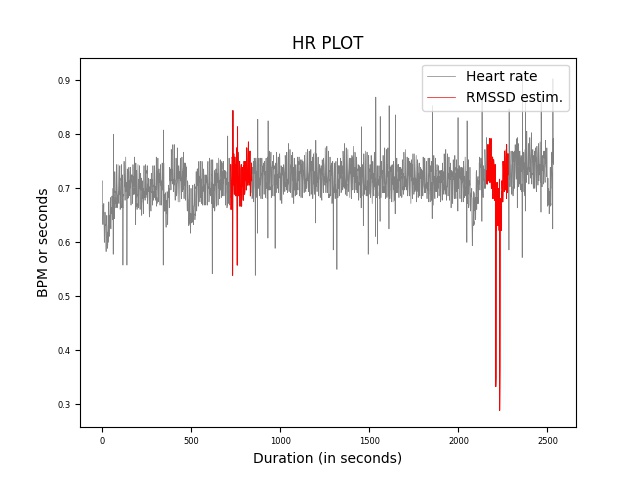 HR PLOT
Heart rate
RMSSD estim.
BPM or seconds
0.9
0.8
0.7
0.6
0.5
0.4
0.3
0 500 1000 1500 2000 2500
Duration (in seconds)